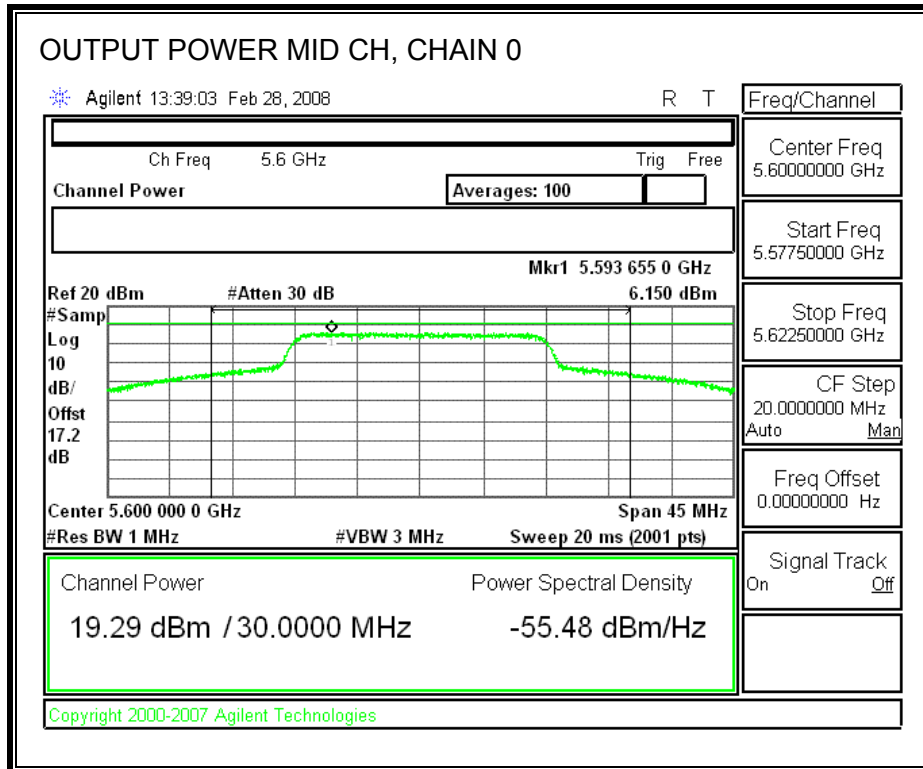 OUTPUT POWER MID CH, CHAIN 0
Agilent 13:39:03 Feb 28, 2008 R T
Ch Freq 5.6 GHz Trig Free
Channel Power Averages: 100
Mkr1 5.593 655 0 GHz
Ref 20 dBm #Atten 30 dB 6.150 dBm
#Samp
Log
10
dB/
Offst
17.2
dB
1
Center 5.600 000 0 GHz Span 45 MHz
#Res BW 1 MHz #VBW 3 MHz Sweep 20 ms (2001 pts)
Channel Power Power Spectral Density
19.29 dBm / 30.0000 MHz -55.48 dBm/Hz
Copyright 2000-2007 Agilent Technologies
Freq/Channel
Center Freq
5.60000000 GHz
Start Freq
5.57750000 GHz
Stop Freq
5.62250000 GHz
CF Step
20.0000000 MHz
Auto Man
Freq Offset
0.00000000 Hz
Signal Track
On Off